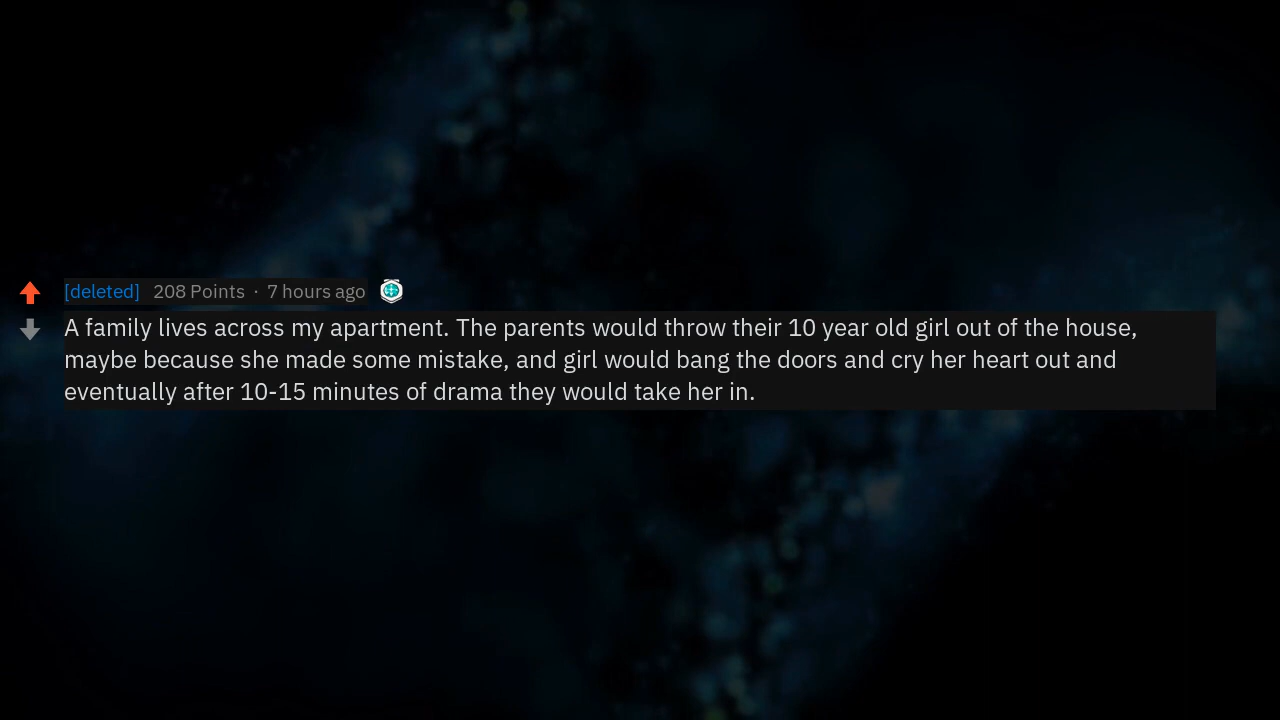 [deleted] 208 Points · 7 hours ago
A family lives across my apartment. The parents would throw their 10 year old girl out of the house,
maybe because she made some mistake, and girl would bang the doors and cry her heart out and
eventually after 10-15 minutes of drama they would take her in.